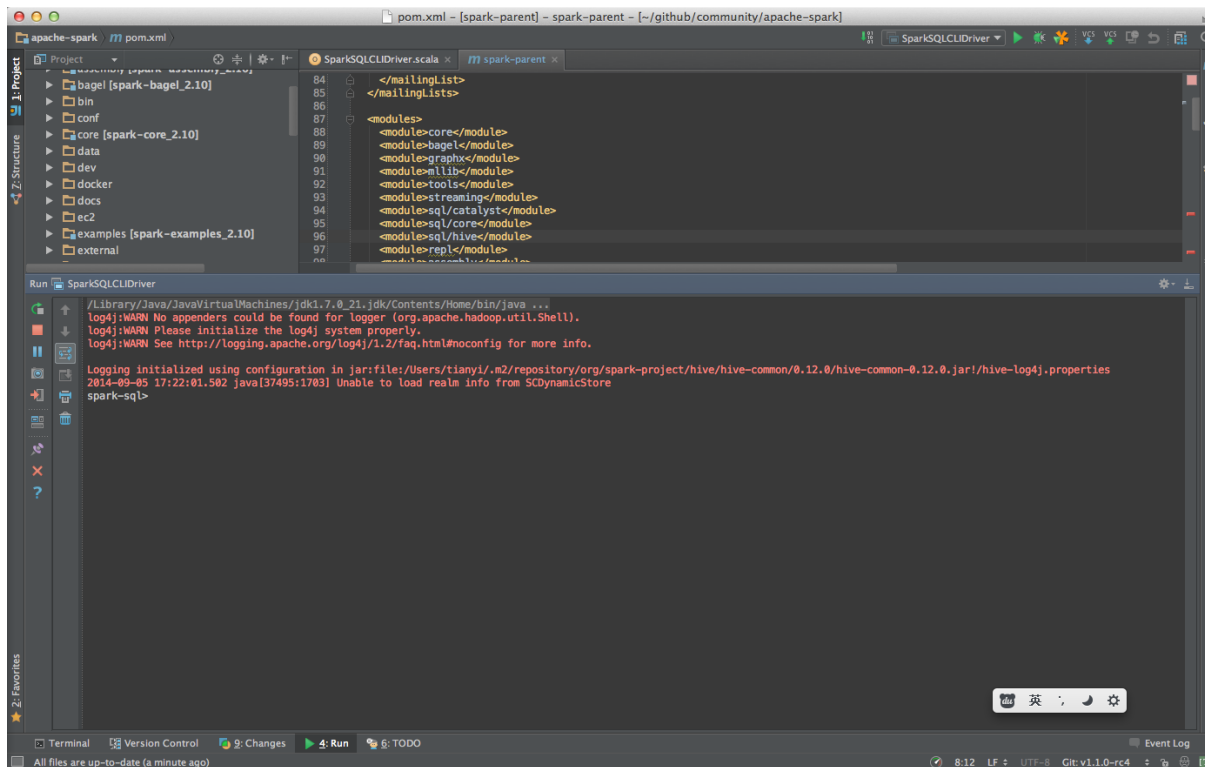 pom.xml – [spark-parent] – spark-parent – [~/github/community/apache-spark]
apache-spark pom.xml
SparkSQLCLIDriver
1: Project
Z: Structure
2: Favorites
Project
bagel [spark-bagel_2.10]
bin
conf
core [spark-core_2.10]
data
dev
docker
docs
ec2
examples [spark-examples_2.10]
external
SparkSQLCLIDriver.scala spark-parent
84 </mailingList>
85 </mailingLists>
86
87 <modules>
88 <module>core</module>
89 <module>bagel</module>
90 <module>graphx</module>
91 <module>mllib</module>
92 <module>tools</module>
93 <module>streaming</module>
94 <module>sql/catalyst</module>
95 <module>sql/core</module>
96 <module>sql/hive</module>
97 <module>repl</module>
Run SparkSQLCLIDriver
/Library/Java/JavaVirtualMachines/jdk1.7.0_21.jdk/Contents/Home/bin/java ...
log4j:WARN No appenders could be found for logger (org.apache.hadoop.util.Shell).
log4j:WARN Please initialize the log4j system properly.
log4j:WARN See http://logging.apache.org/log4j/1.2/faq.html#noconfig for more info.
Logging initialized using configuration in jar:file:/Users/tianyi/.m2/repository/org/spark-project/hive/hive-common/0.12.0/hive-common-0.12.0.jar!/hive-log4j.properties
2014-09-05 17:22:01.502 java[37495:1703] Unable to load realm info from SCDynamicStore
spark-sql>
du 英
Terminal Version Control 9: Changes 4: Run 6: TODO Event Log
All files are up-to-date (a minute ago) 8:12 LF UTF-8 Git: v1.1.0-rc4